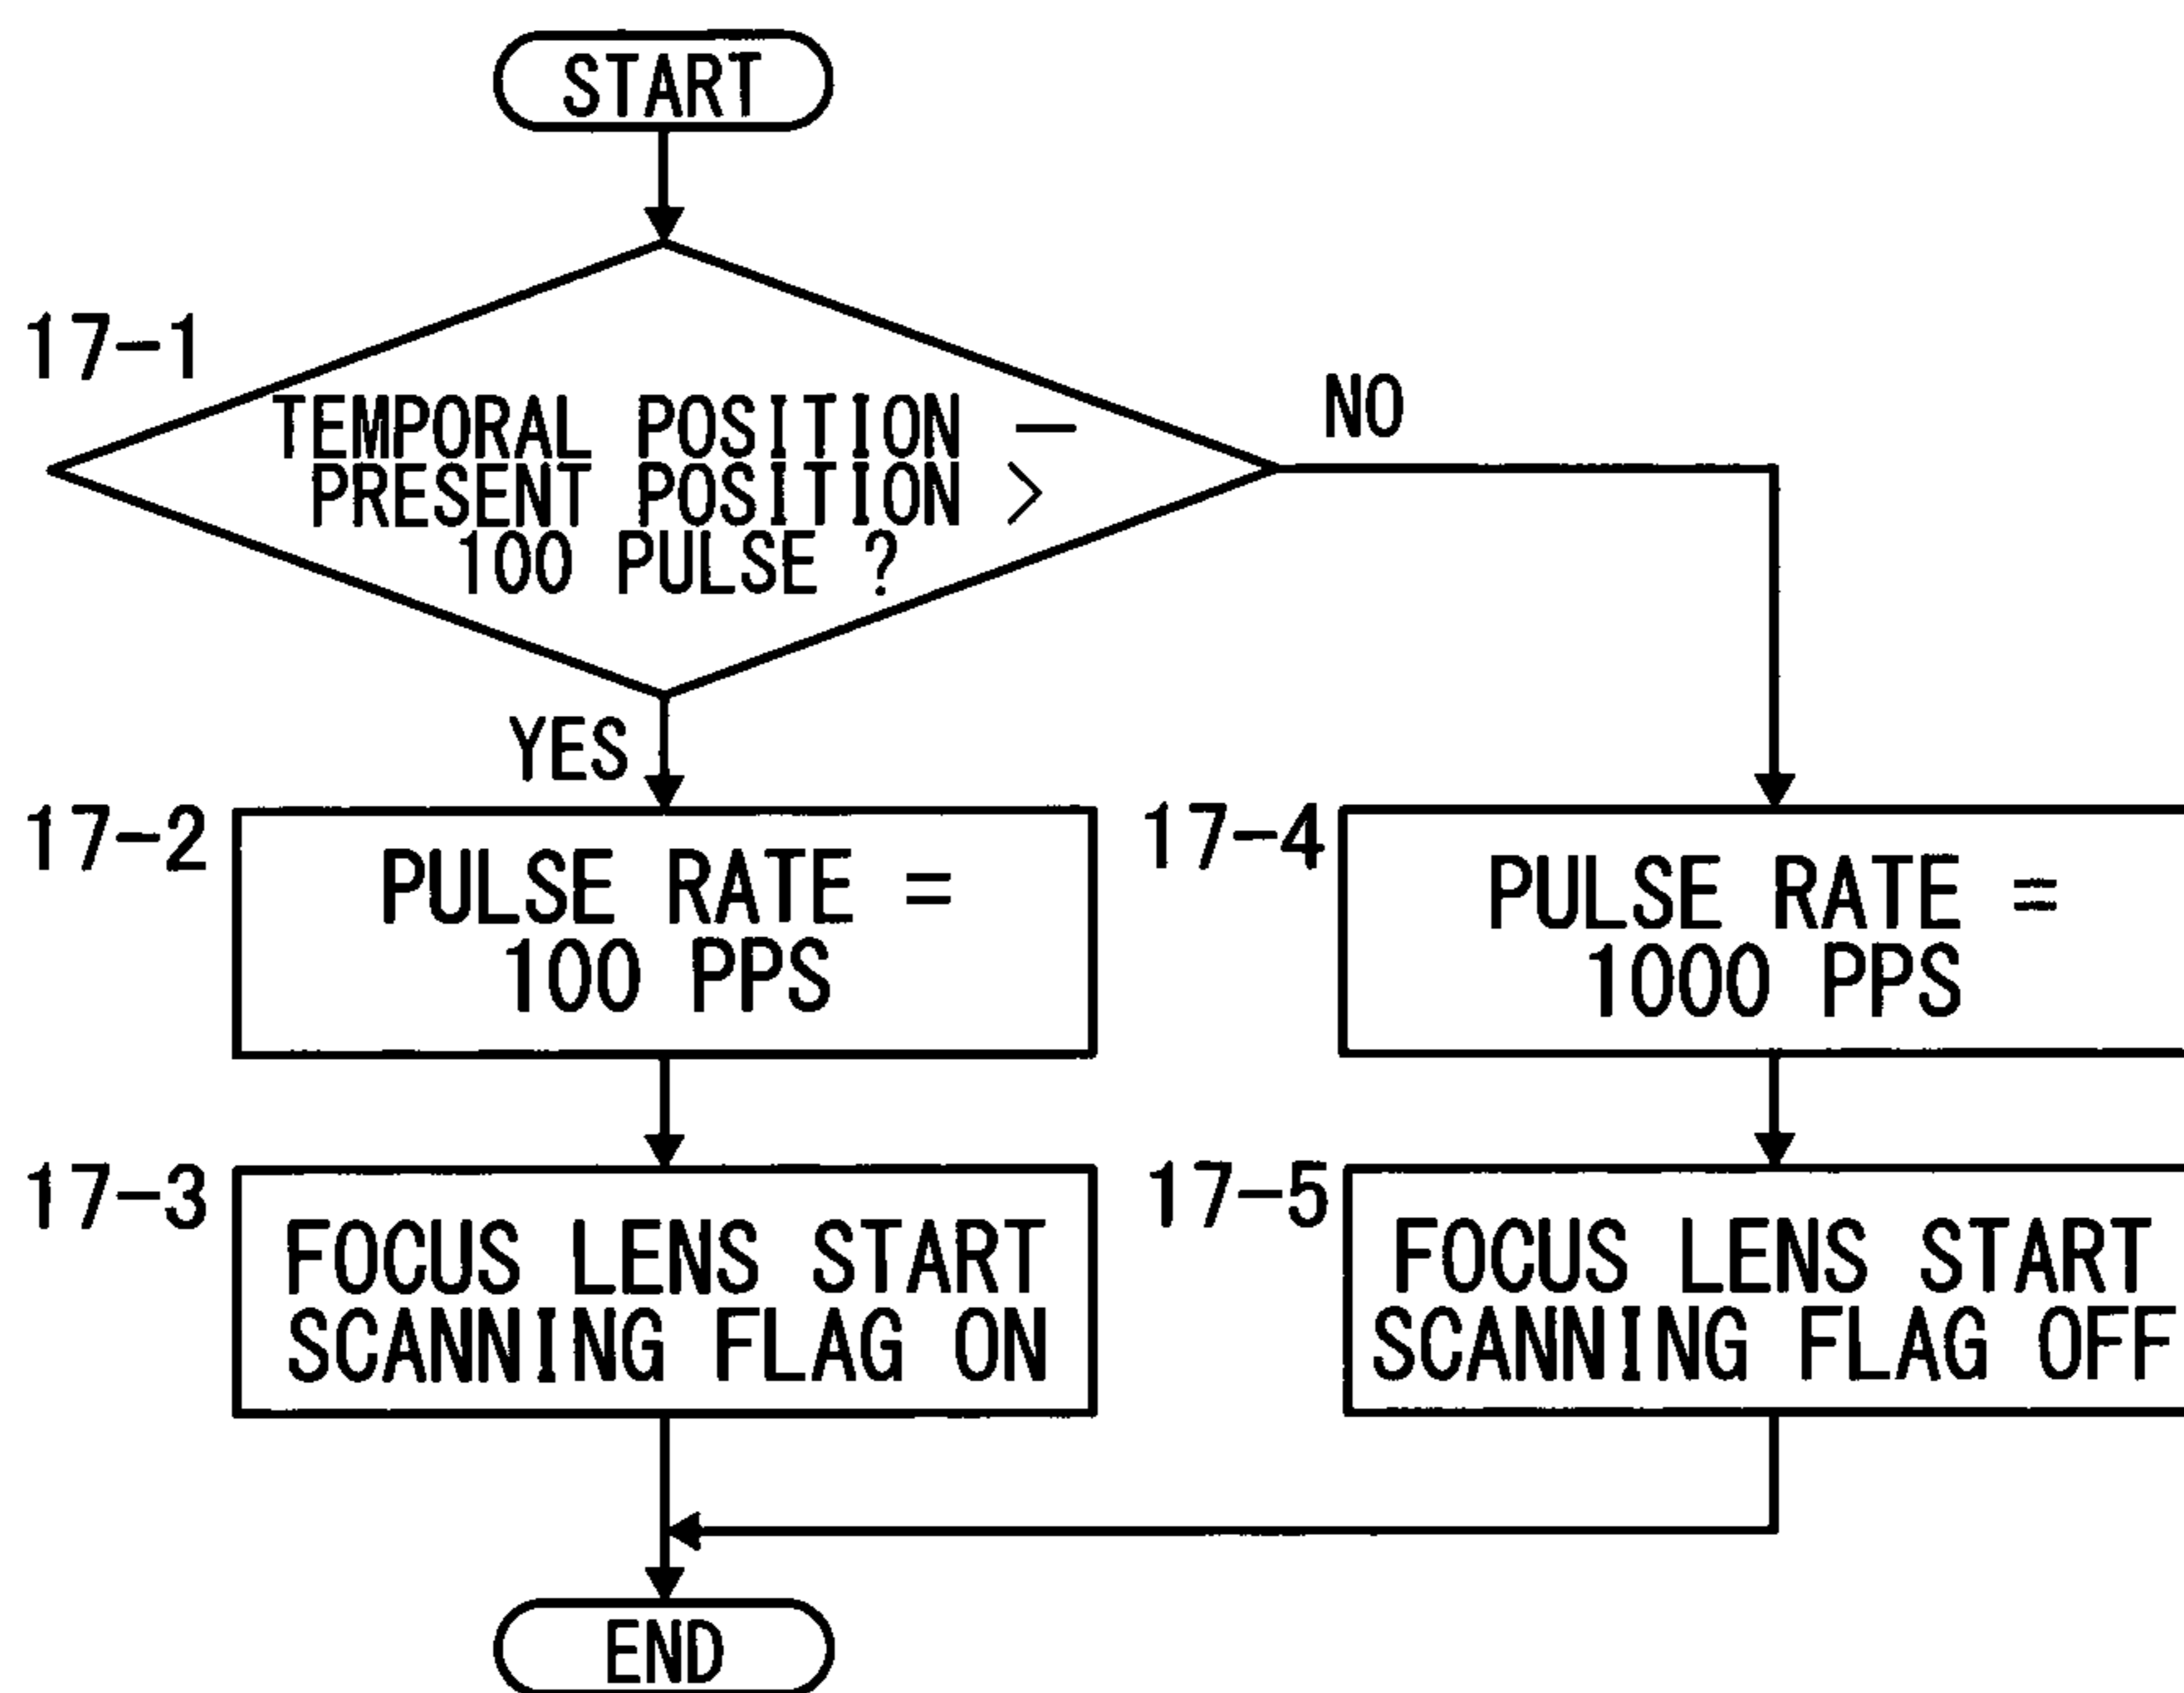 START
17-1
TEMPORAL POSITION −
PRESENT POSITION >
100 PULSE ?
NO
YES
17-2
PULSE RATE =
100 PPS
17-4
PULSE RATE =
1000 PPS
17-3
FOCUS LENS START
SCANNING FLAG ON
17-5
FOCUS LENS START
SCANNING FLAG OFF
END